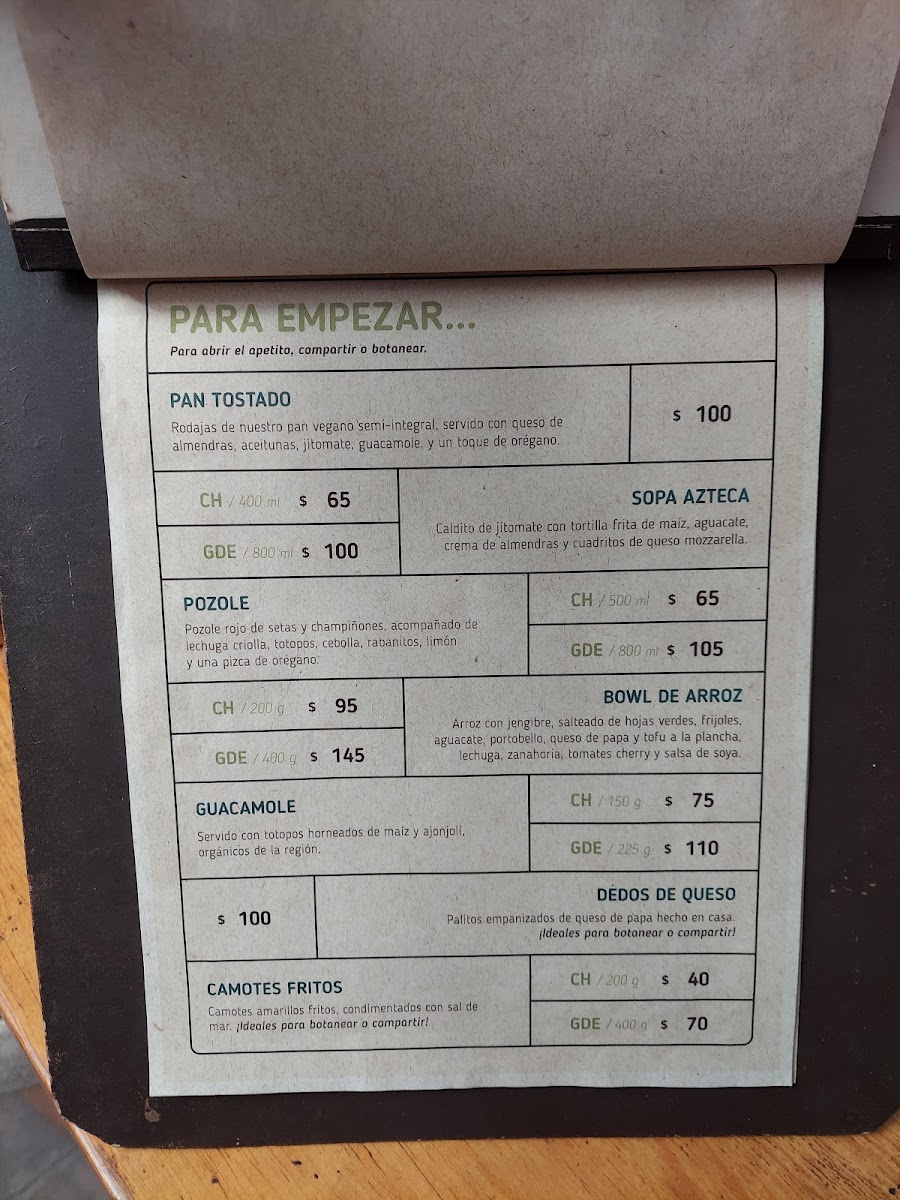 PARA EMPEZAR...
Para abrir el apetito, compartir o botanear.
PAN TOSTADO
Rodajas de nuestro pan vegano semi-integral, servido con queso de
almendras, aceitunas, jitomate, guacamole, y un toque de orégano.
$ 100
CH / 400 ml $ 65
GDE / 800 ml $ 100
SOPA AZTECA
Caldito de jitomate con tortilla frita de maíz, aguacate,
crema de almendras y cuadritos de queso mozzarella.
POZOLE
Pozole rojo de setas y champiñones, acompañado de
lechuga criolla, totopos, cebolla, rabanitos, limón
y una pizca de orégano.
CH / 500 ml $ 65
GDE / 800 ml $ 105
CH / 200 g $ 95
GDE / 400 g $ 145
BOWL DE ARROZ
Arroz con jengibre, salteado de hojas verdes, frijoles,
aguacate, portobello, queso de papa y tofu a la plancha,
lechuga, zanahoria, tomates cherry y salsa de soya.
GUACAMOLE
Servido con totopos horneados de maíz y ajonjolí,
orgánicos de la región.
CH / 150 g $ 75
GDE / 225 g $ 110
$ 100
DEDOS DE QUESO
Palitos empanizados de queso de papa hecho en casa.
¡Ideales para botanear o compartir!
CAMOTES FRITOS
Camotes amarillos fritos, condimentados con sal de
mar. ¡Ideales para botanear o compartir!
CH / 200 g $ 40
GDE / 400 g $ 70